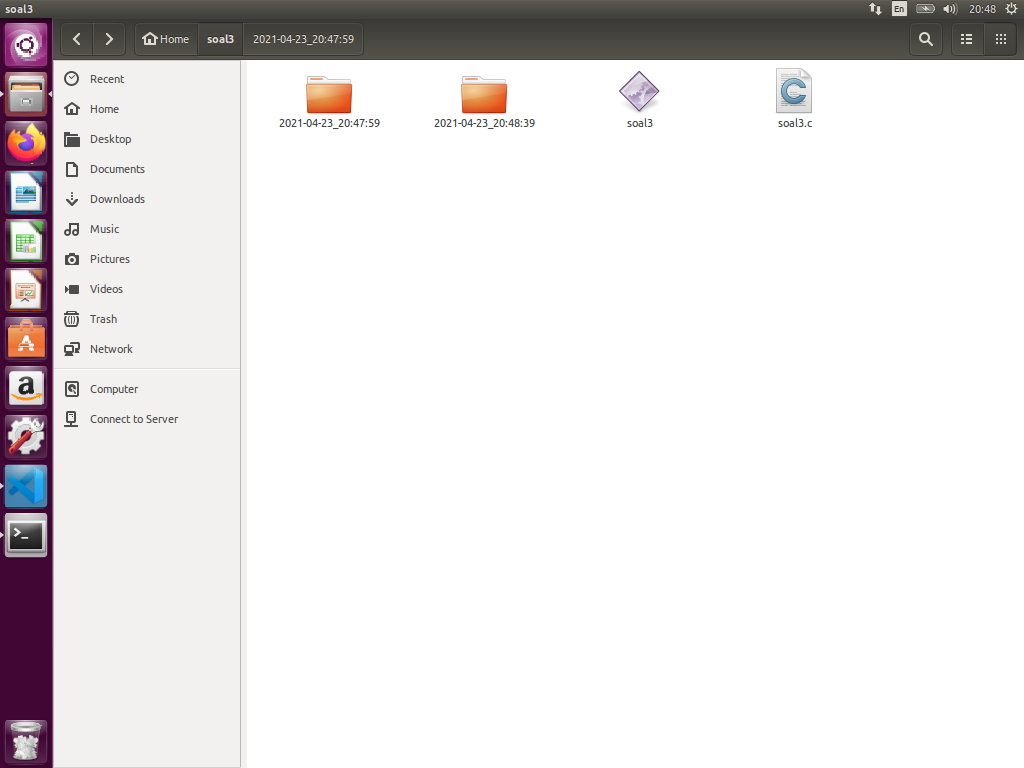 soal3
En
20:48
Home
soal3
2021-04-23_20:47:59
Recent
Home
Desktop
Documents
Downloads
Music
Pictures
Videos
Trash
Network
Computer
Connect to Server
2021-04-23_20:47:59
2021-04-23_20:48:39
soal3
soal3.c